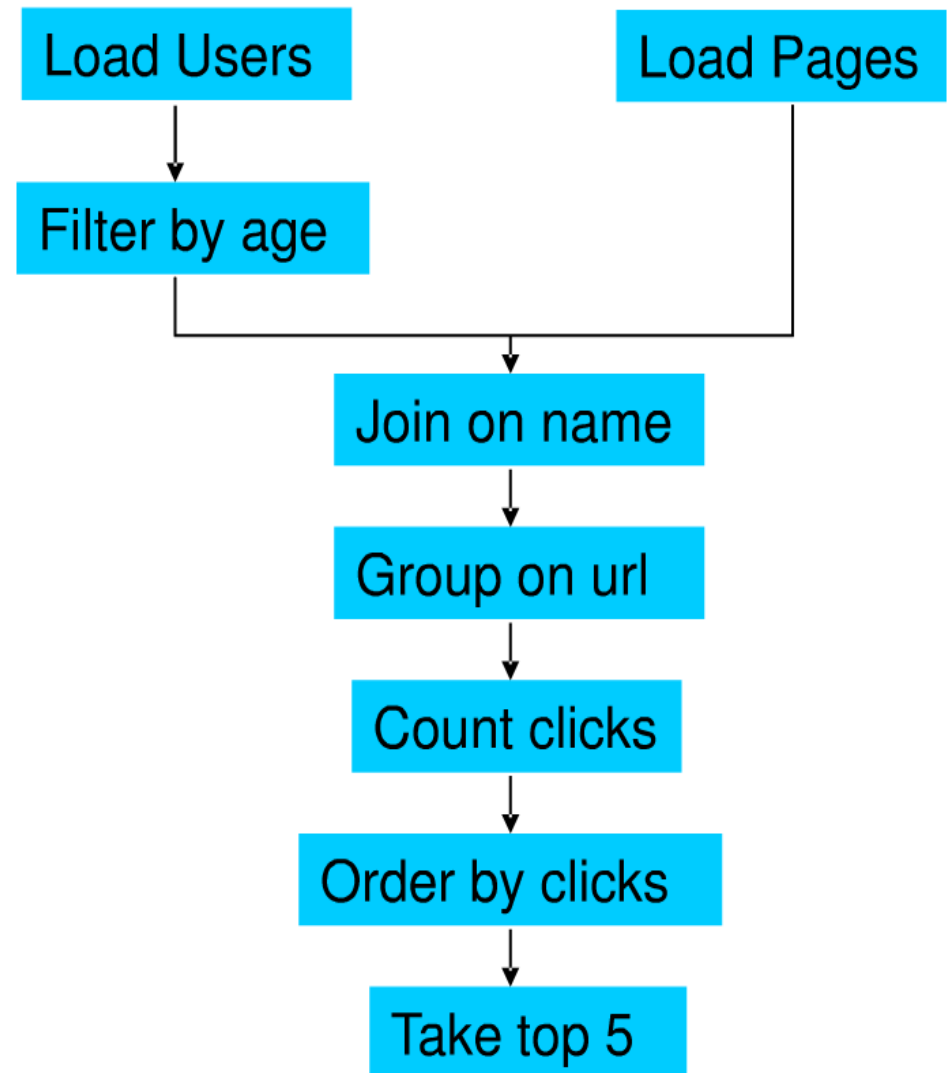 Load Users
Load Pages
Filter by age
Join on name
Group on url
Count clicks
Order by clicks
Take top 5